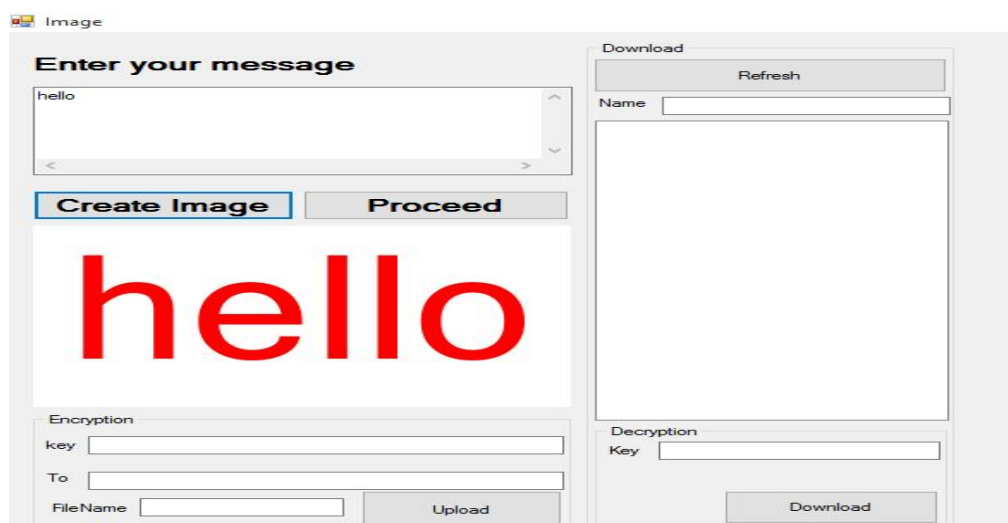 Image
Enter your message
hello
Create Image
Proceed
hello
Encryption
key
To
FileName
Upload
Download
Refresh
Name
Decryption
Key
Download